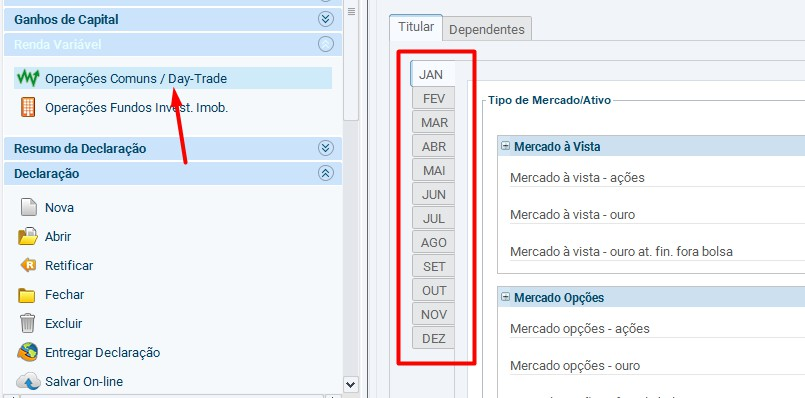 Ganhos de Capital
Renda Variável
Operações Comuns / Day-Trade
Operações Fundos Invest. Imob.
Resumo da Declaração
Declaração
Nova
Abrir
Retificar
Fechar
Excluir
Entregar Declaração
Salvar On-line
Titular
Dependentes
JAN
FEV
MAR
ABR
MAI
JUN
JUL
AGO
SET
OUT
NOV
DEZ
Tipo de Mercado/Ativo
Mercado à Vista
Mercado à vista - ações
Mercado à vista - ouro
Mercado à vista - ouro at. fin. fora bolsa
Mercado Opções
Mercado opções - ações
Mercado opções - ouro